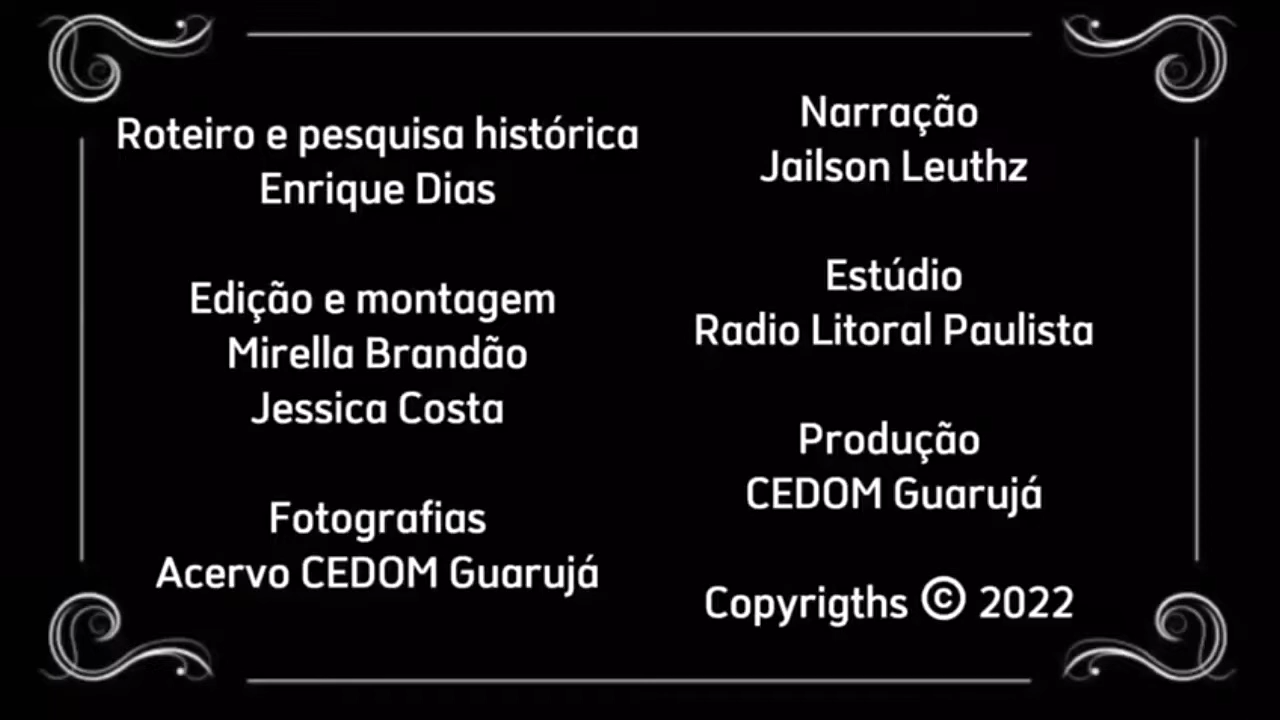 Roteiro e pesquisa histórica
Enrique Dias
Edição e montagem
Mirella Brandão
Jessica Costa
Fotografias
Acervo CEDOM Guarujá
Narração
Jailson Leuthz
Estúdio
Radio Litoral Paulista
Produção
CEDOM Guarujá
Copyrigths © 2022